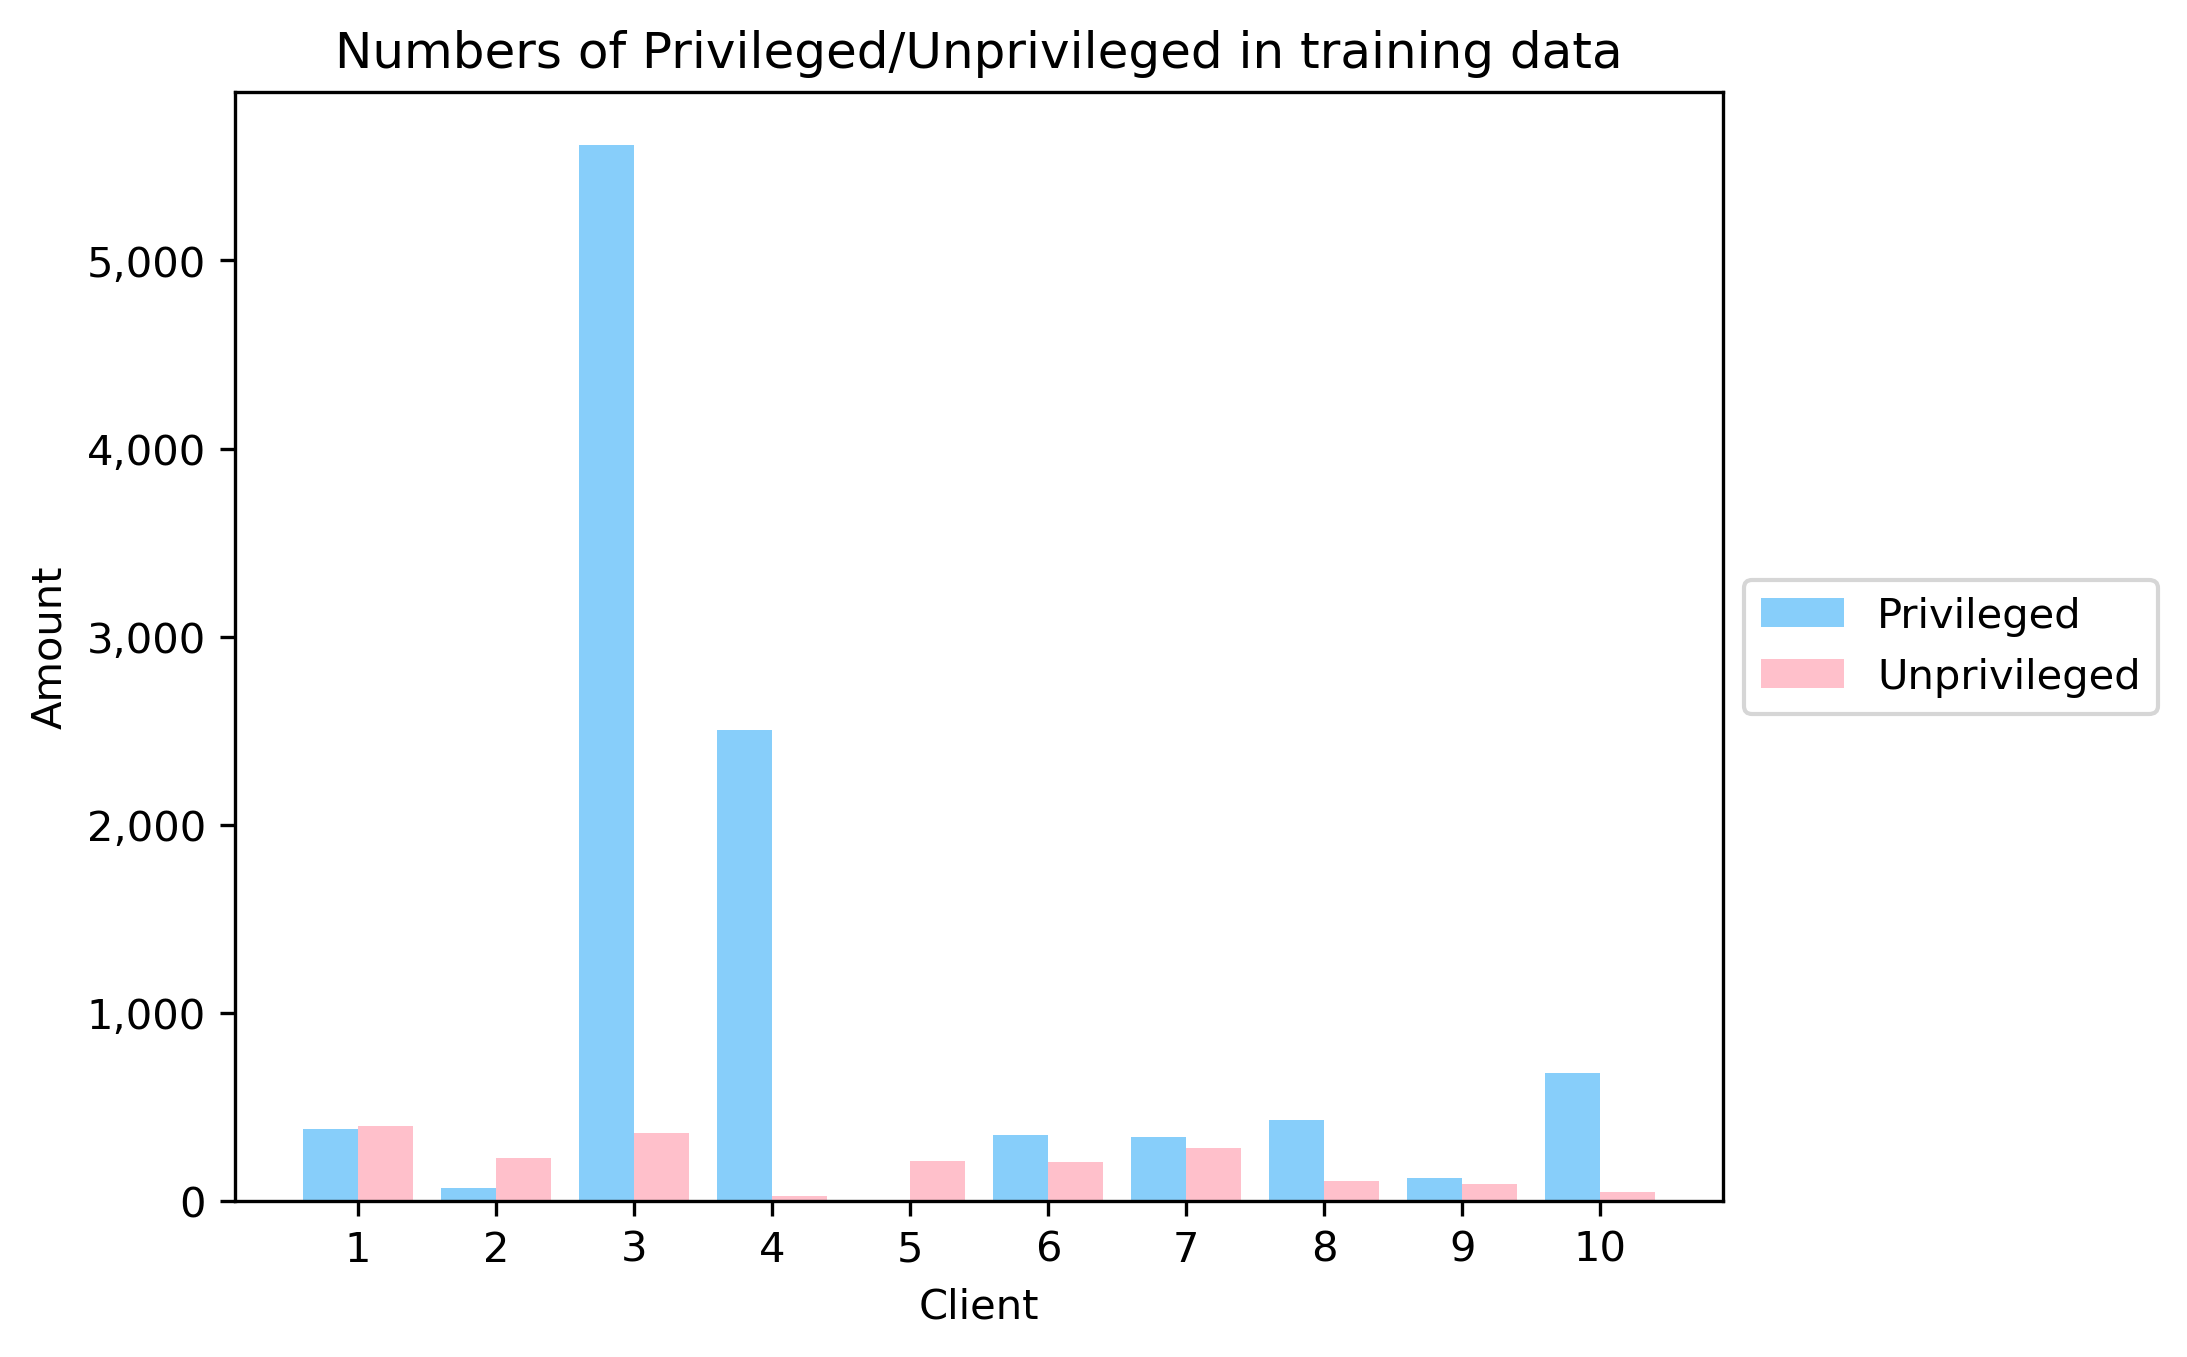 Numbers of Privileged/Unprivileged in training data
5,000
4,000
3,000
2,000
1,000
0
Amount
1 2 3 4 5 6 7 8 9 10
Client
Privileged
Unprivileged